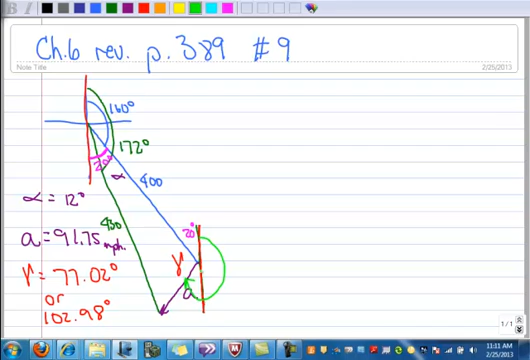 Ch.6 rev. p. 389 # 9
Note Title
2/25/2013
160°
172°
20°
α
400
α = 12°
430
20°
a = 91.75 mph.
γ
γ = 77.02°
a
or
102.98°
1/1
11:11 AM
2/25/2013